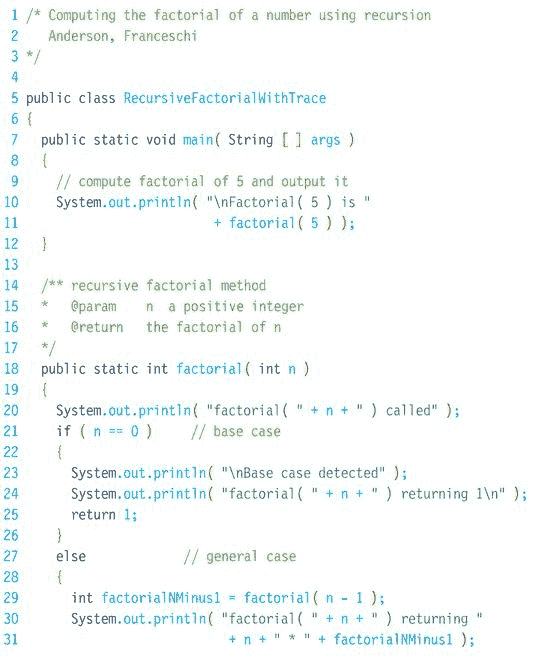 1 /* Computing the factorial of a number using recursion
2    Anderson, Franceschi
3 */
4
5 public class RecursiveFactorialWithTrace
6 {
7   public static void main( String [ ] args )
8   {
9     // compute factorial of 5 and output it
10     System.out.println( "\nFactorial( 5 ) is "
11                          + factorial( 5 ) );
12   }
13
14   /** recursive factorial method
15   *   @param    n  a positive integer
16   *   @return   the factorial of n
17   */
18   public static int factorial( int n )
19   {
20     System.out.println( "factorial( " + n + " ) called" );
21     if ( n == 0 )     // base case
22     {
23       System.out.println( "\nBase case detected" );
24       System.out.println( "factorial( " + n + " ) returning 1\n" );
25       return 1;
26     }
27     else             // general case
28     {
29       int factorialNMinus1 = factorial( n - 1 );
30       System.out.println( "factorial( " + n + " ) returning "
31                            + n + " * " + factorialNMinus1 );